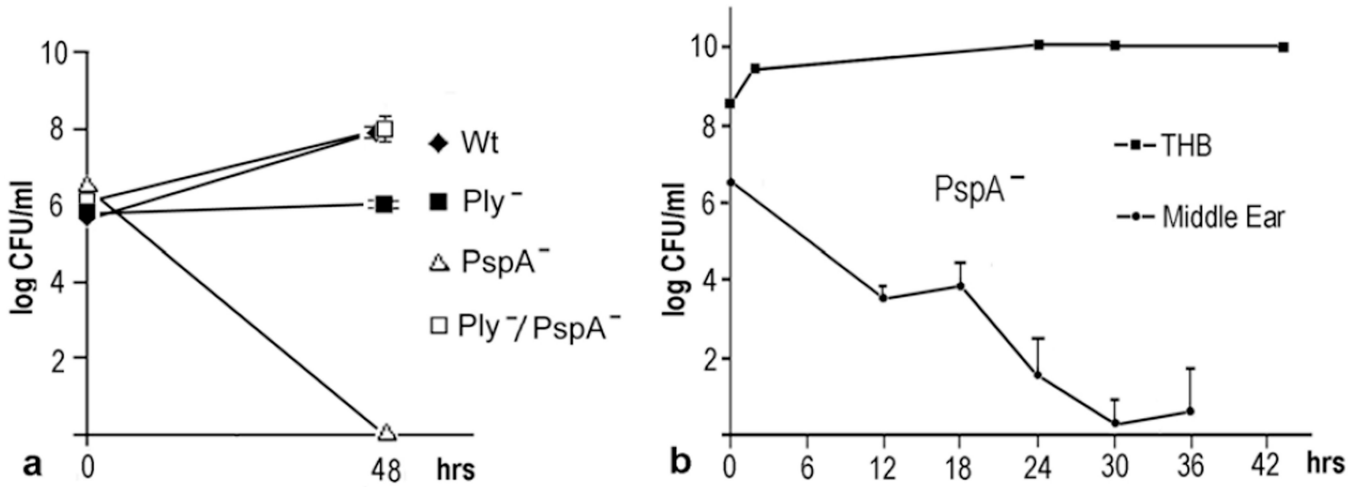 10
8
6
4
2
log CFU/ml
Wt
Ply⁻
PspA⁻
Ply⁻/PspA⁻
a
0
48
hrs
10
8
6
4
2
log CFU/ml
PspA⁻
THB
Middle Ear
b
0 6 12 18 24 30 36 42 hrs